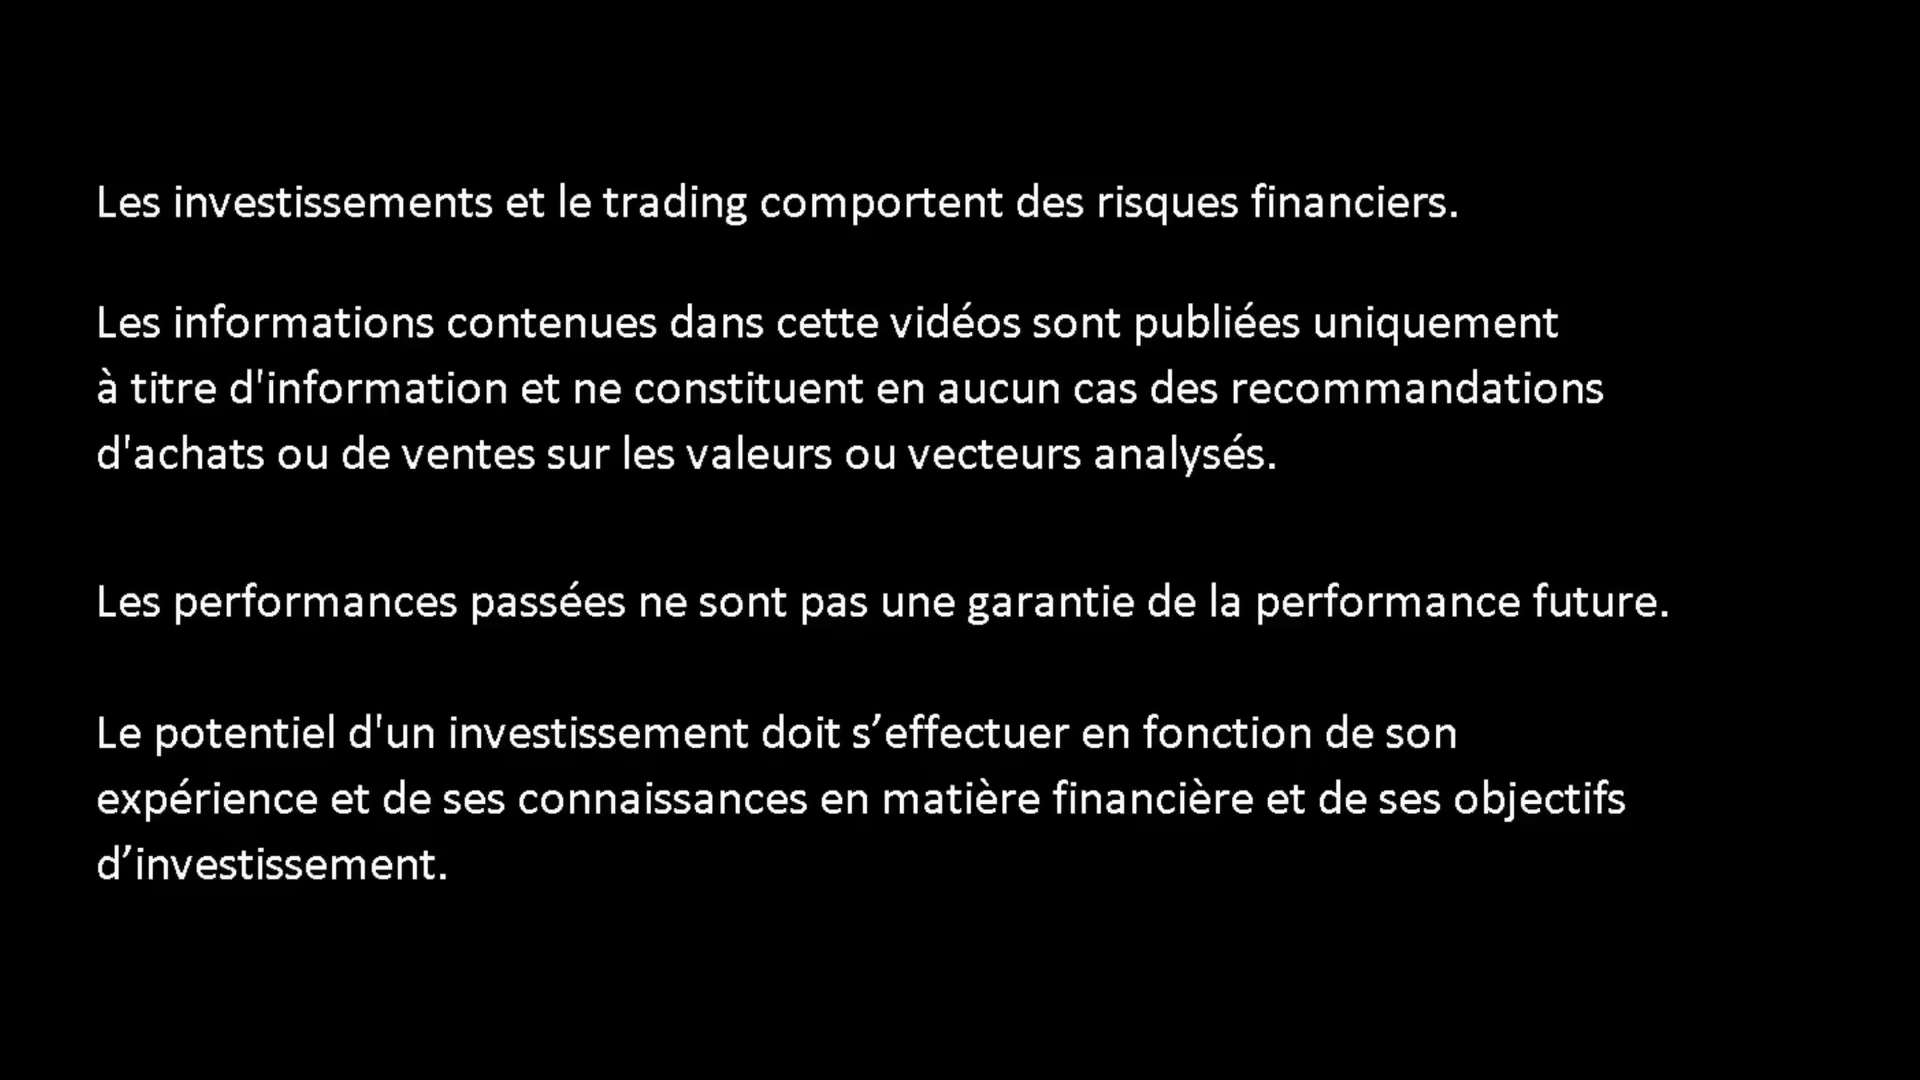 Les investissements et le trading comportent des risques financiers.
Les informations contenues dans cette vidéos sont publiées uniquement
à titre d'information et ne constituent en aucun cas des recommandations
d'achats ou de ventes sur les valeurs ou vecteurs analysés.
Les performances passées ne sont pas une garantie de la performance future.
Le potentiel d'un investissement doit s’effectuer en fonction de son
expérience et de ses connaissances en matière financière et de ses objectifs
d’investissement.